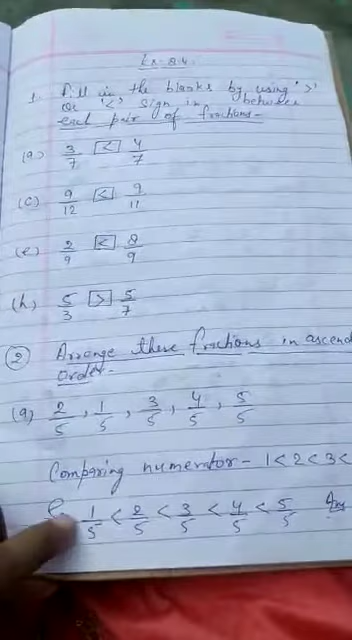 Ex-8.4.
1. Fill in the blanks by using '>'
or '<' sign in between
each pair of fractions-
(a) 3/7 < 4/7
(c) 9/12 < 9/11
(e) 2/9 < 8/9
(h) 5/3 > 5/7
(2) Arrange these fractions in ascend
order-
(a) 2/5, 1/5, 3/5, 4/5, 5/5
Comparing numerator- 1<2<3<
1/5 < 2/5 < 3/5 < 4/5 < 5/5 Ans